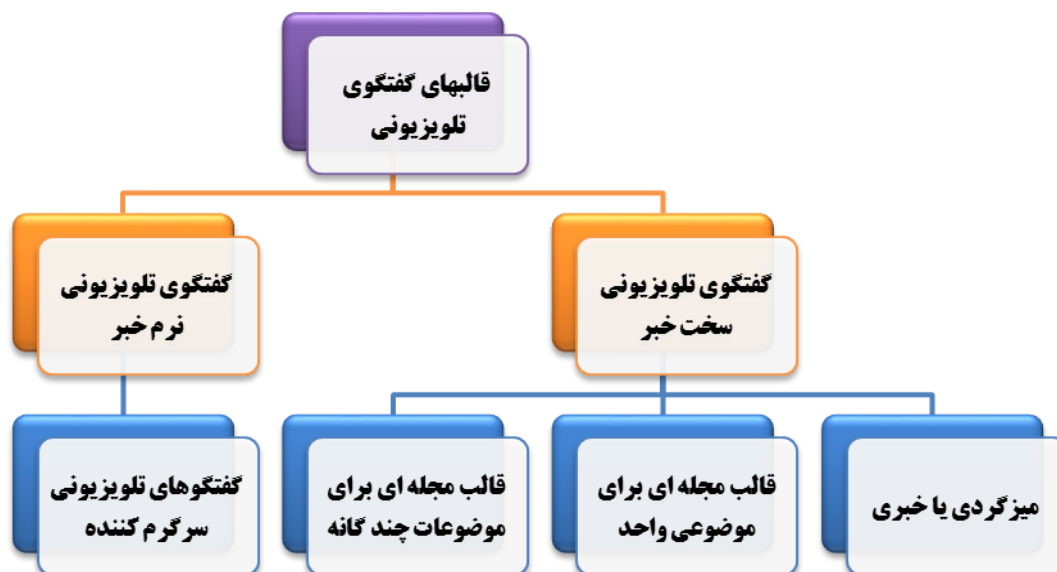 قالبهای گفتگوی
تلویزیونی
گفتگوی تلویزیونی
سخت خبر
گفتگوی تلویزیونی
نرم خبر
میزگردی یا خبری
قالب مجله ای برای
موضوعی واحد
قالب مجله ای برای
موضوعات چند گانه
گفتگوهای تلویزیونی
سرگرم کننده